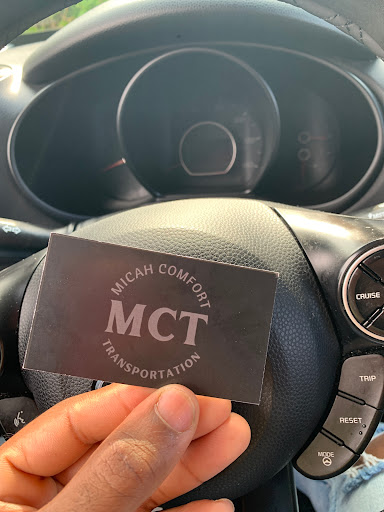 MICAH COMFORT
MCT
TRANSPORTATION
CRUISE
TRIP
RESET
MODE